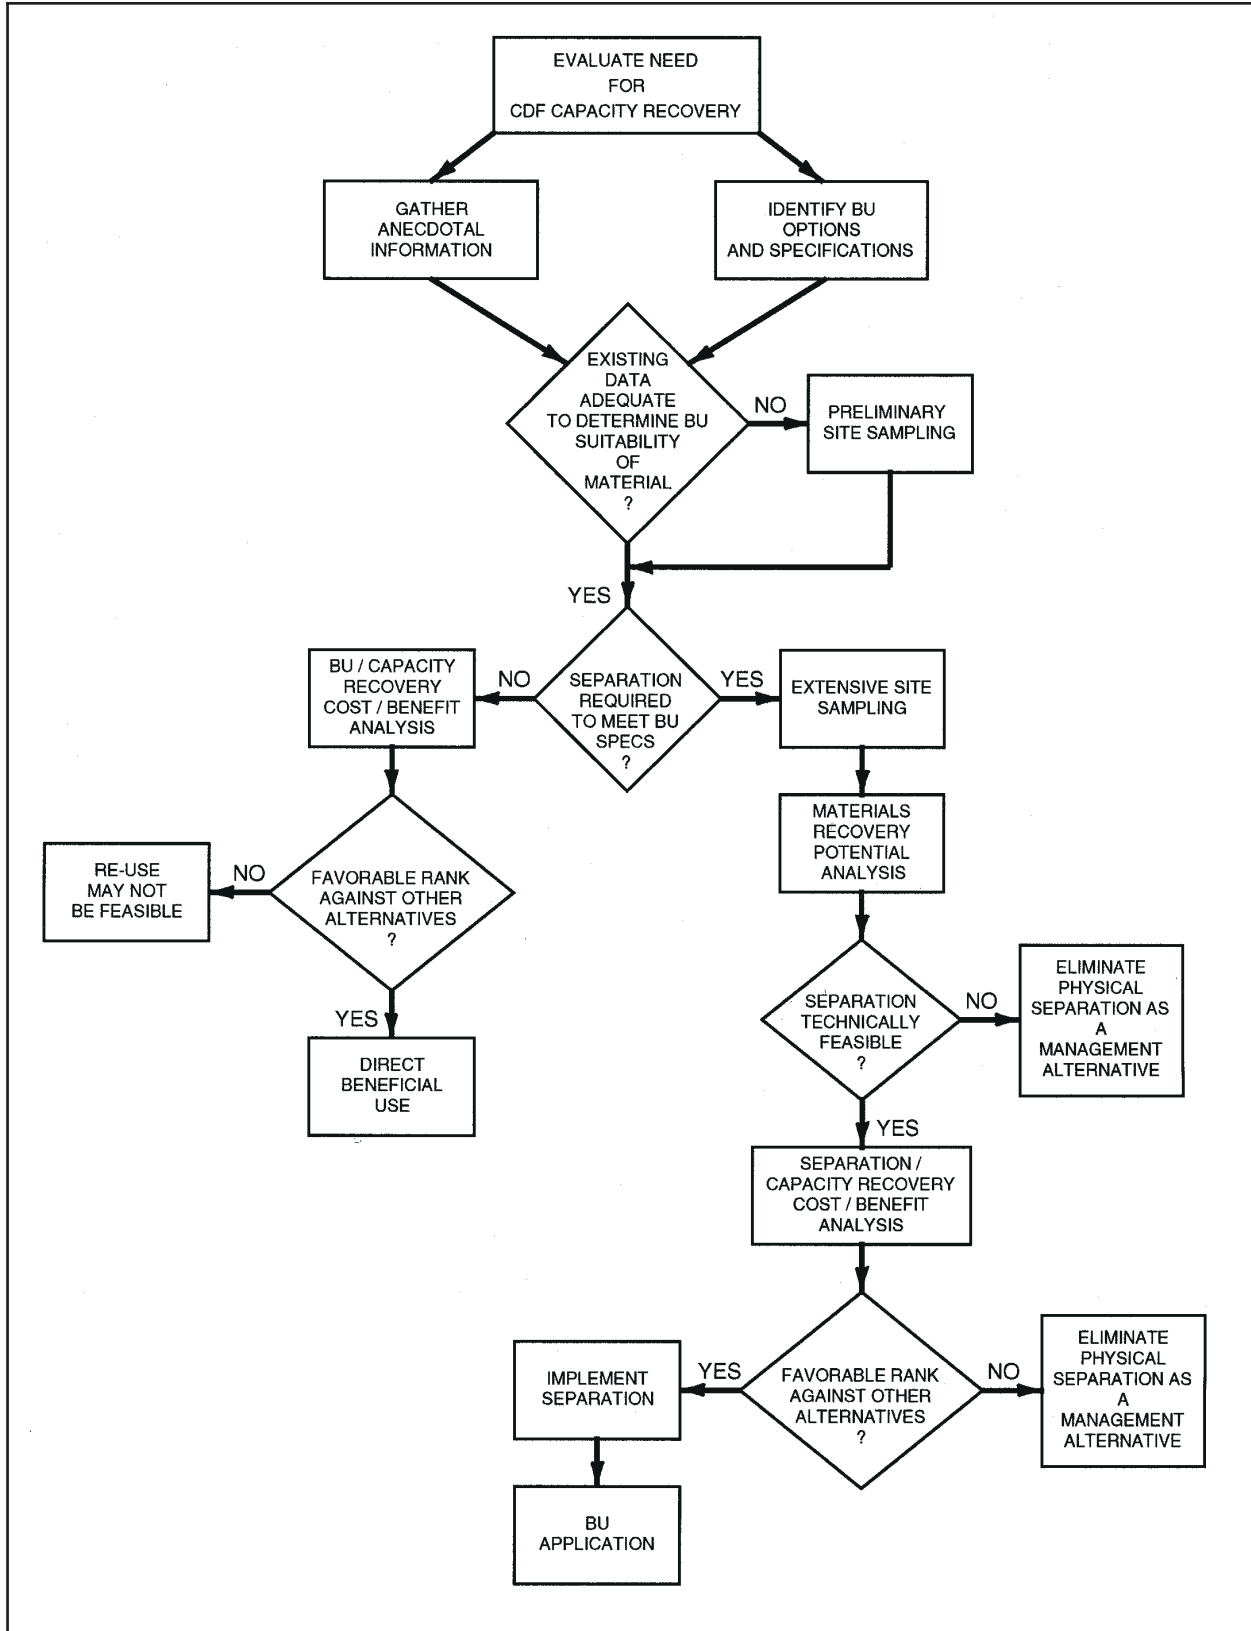 EVALUATE NEED
FOR
CDF CAPACITY RECOVERY
GATHER
ANECDOTAL
INFORMATION
IDENTIFY BU
OPTIONS
AND SPECIFICATIONS
EXISTING
DATA
ADEQUATE
TO DETERMINE BU
SUITABILITY
OF
MATERIAL
?
NO
PRELIMINARY
SITE SAMPLING
YES
BU / CAPACITY
RECOVERY
COST / BENEFIT
ANALYSIS
NO
SEPARATION
REQUIRED
TO MEET BU
SPECS
?
YES
EXTENSIVE SITE
SAMPLING
MATERIALS
RECOVERY
POTENTIAL
ANALYSIS
RE-USE
MAY NOT
BE FEASIBLE
NO
FAVORABLE RANK
AGAINST OTHER
ALTERNATIVES
?
YES
DIRECT
BENEFICIAL
USE
SEPARATION
TECHNICALLY
FEASIBLE
?
NO
ELIMINATE
PHYSICAL
SEPARATION AS
A
MANAGEMENT
ALTERNATIVE
YES
SEPARATION /
CAPACITY RECOVERY
COST / BENEFIT
ANALYSIS
IMPLEMENT
SEPARATION
YES
FAVORABLE RANK
AGAINST OTHER
ALTERNATIVES
?
NO
ELIMINATE
PHYSICAL
SEPARATION AS
A
MANAGEMENT
ALTERNATIVE
BU
APPLICATION